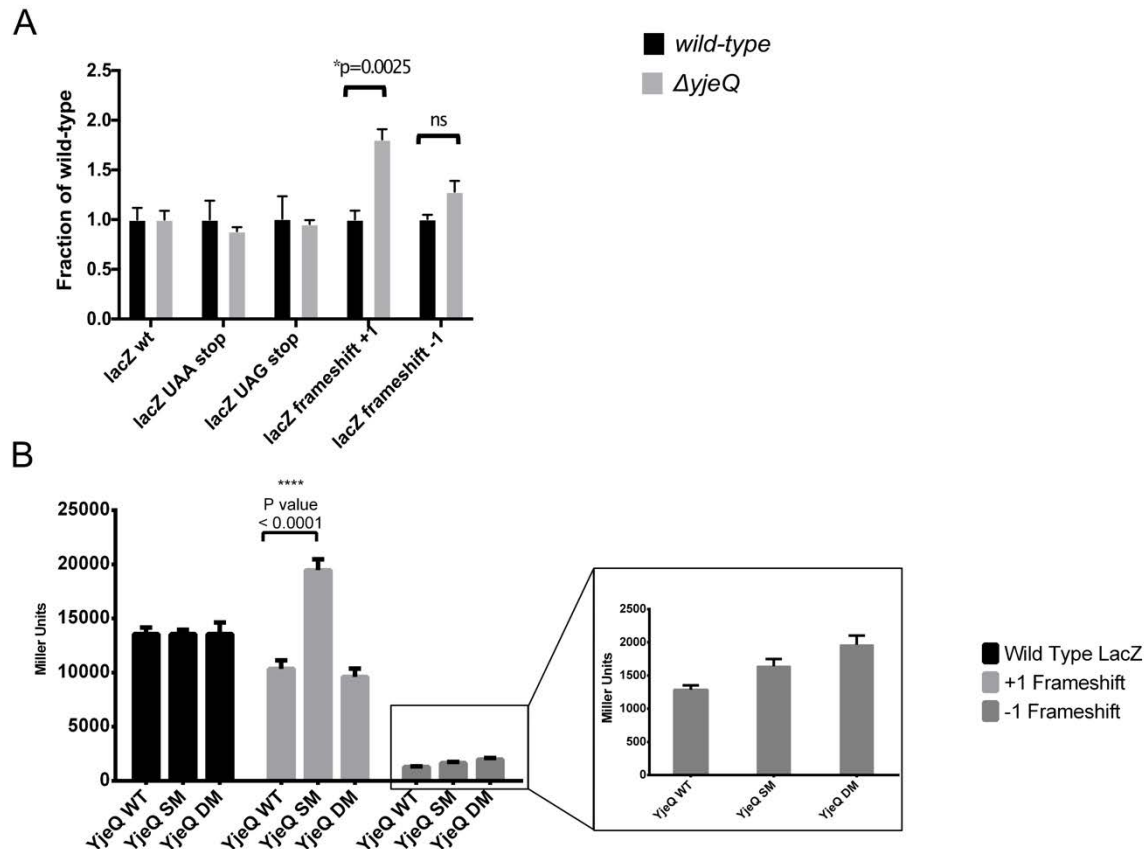 A
wild-type
ΔyjeQ
2.5
2.0
1.5
1.0
0.5
0.0
Fraction of wild-type
*p=0.0025
ns
lacZ wt
lacZ UAA stop
lacZ UAG stop
lacZ frameshift +1
lacZ frameshift -1
B
25000
20000
15000
10000
5000
0
Miller Units
****
P value
< 0.0001
YjeQ WT
YjeQ SM
YjeQ DM
YjeQ WT
YjeQ SM
YjeQ DM
YjeQ WT
YjeQ SM
YjeQ DM
2500
2000
1500
1000
500
0
Miller Units
YjeQ WT
YjeQ SM
YjeQ DM
Wild Type LacZ
+1 Frameshift
-1 Frameshift